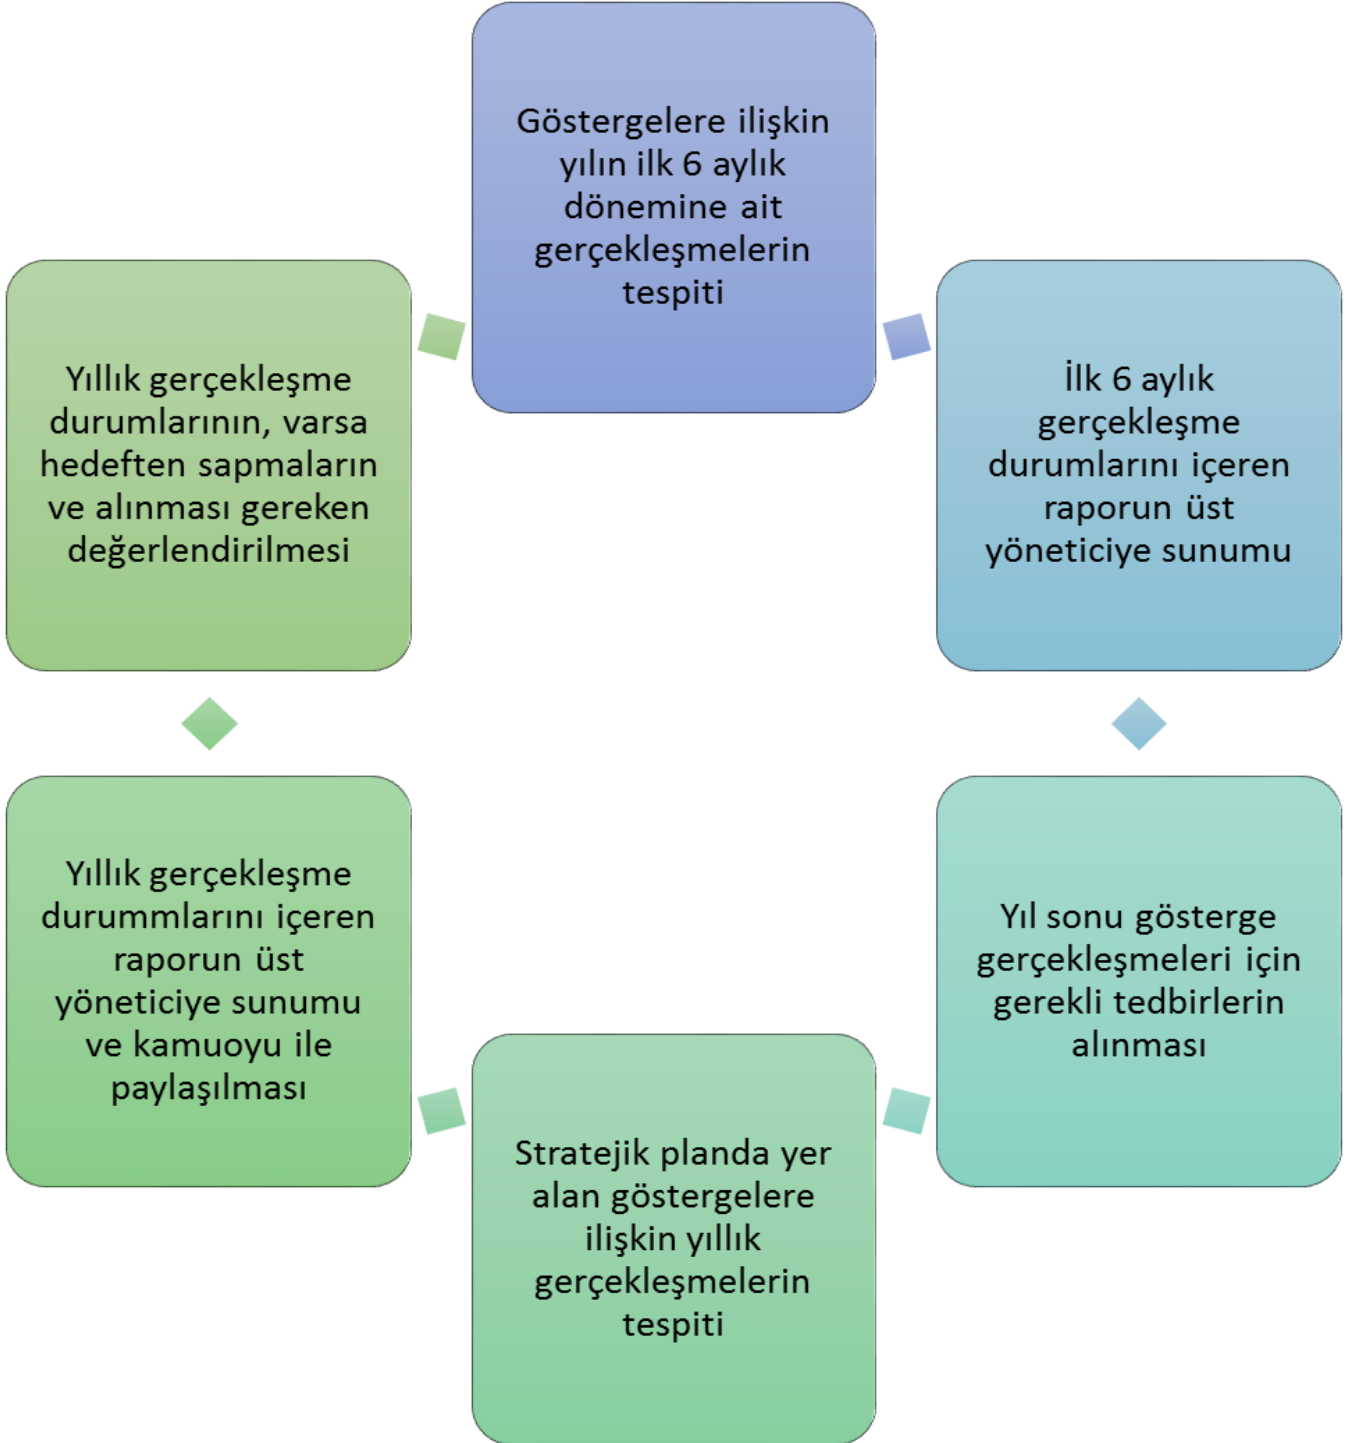 Göstergelere ilişkin
yılın ilk 6 aylık
dönemine ait
gerçekleşmelerin
tespiti
İlk 6 aylık
gerçekleşme
durumlarını içeren
raporun üst
yöneticiye sunumu
Yıl sonu gösterge
gerçekleşmeleri için
gerekli tedbirlerin
alınması
Stratejik planda yer
alan göstergelere
ilişkin yıllık
gerçekleşmelerin
tespiti
Yıllık gerçekleşme
durummlarını içeren
raporun üst
yöneticiye sunumu
ve kamuoyu ile
paylaşılması
Yıllık gerçekleşme
durumlarının, varsa
hedeften sapmaların
ve alınması gereken
değerlendirilmesi